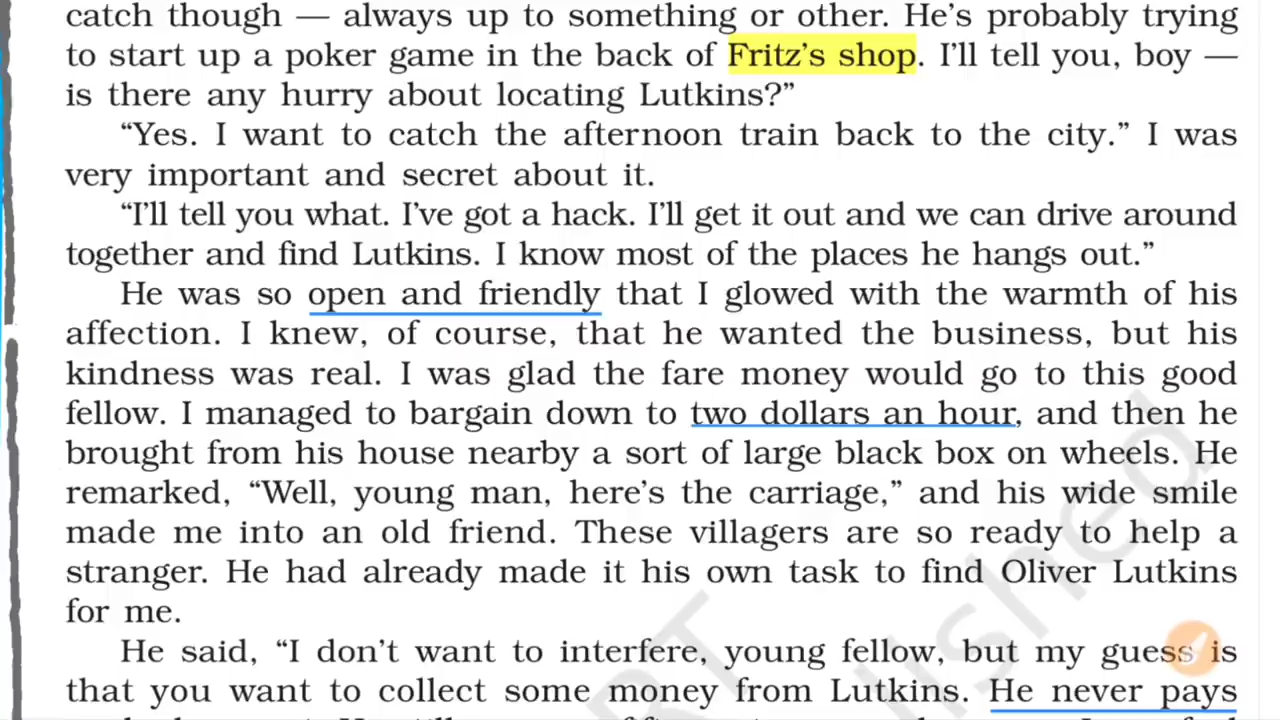 catch though — always up to something or other. He’s probably trying
to start up a poker game in the back of Fritz’s shop. I’ll tell you, boy —
is there any hurry about locating Lutkins?”
“Yes. I want to catch the afternoon train back to the city.” I was
very important and secret about it.
“I’ll tell you what. I’ve got a hack. I’ll get it out and we can drive around
together and find Lutkins. I know most of the places he hangs out.”
He was so open and friendly that I glowed with the warmth of his
affection. I knew, of course, that he wanted the business, but his
kindness was real. I was glad the fare money would go to this good
fellow. I managed to bargain down to two dollars an hour, and then he
brought from his house nearby a sort of large black box on wheels. He
remarked, “Well, young man, here’s the carriage,” and his wide smile
made me into an old friend. These villagers are so ready to help a
stranger. He had already made it his own task to find Oliver Lutkins
for me.
He said, “I don’t want to interfere, young fellow, but my guess is
that you want to collect some money from Lutkins. He never pays